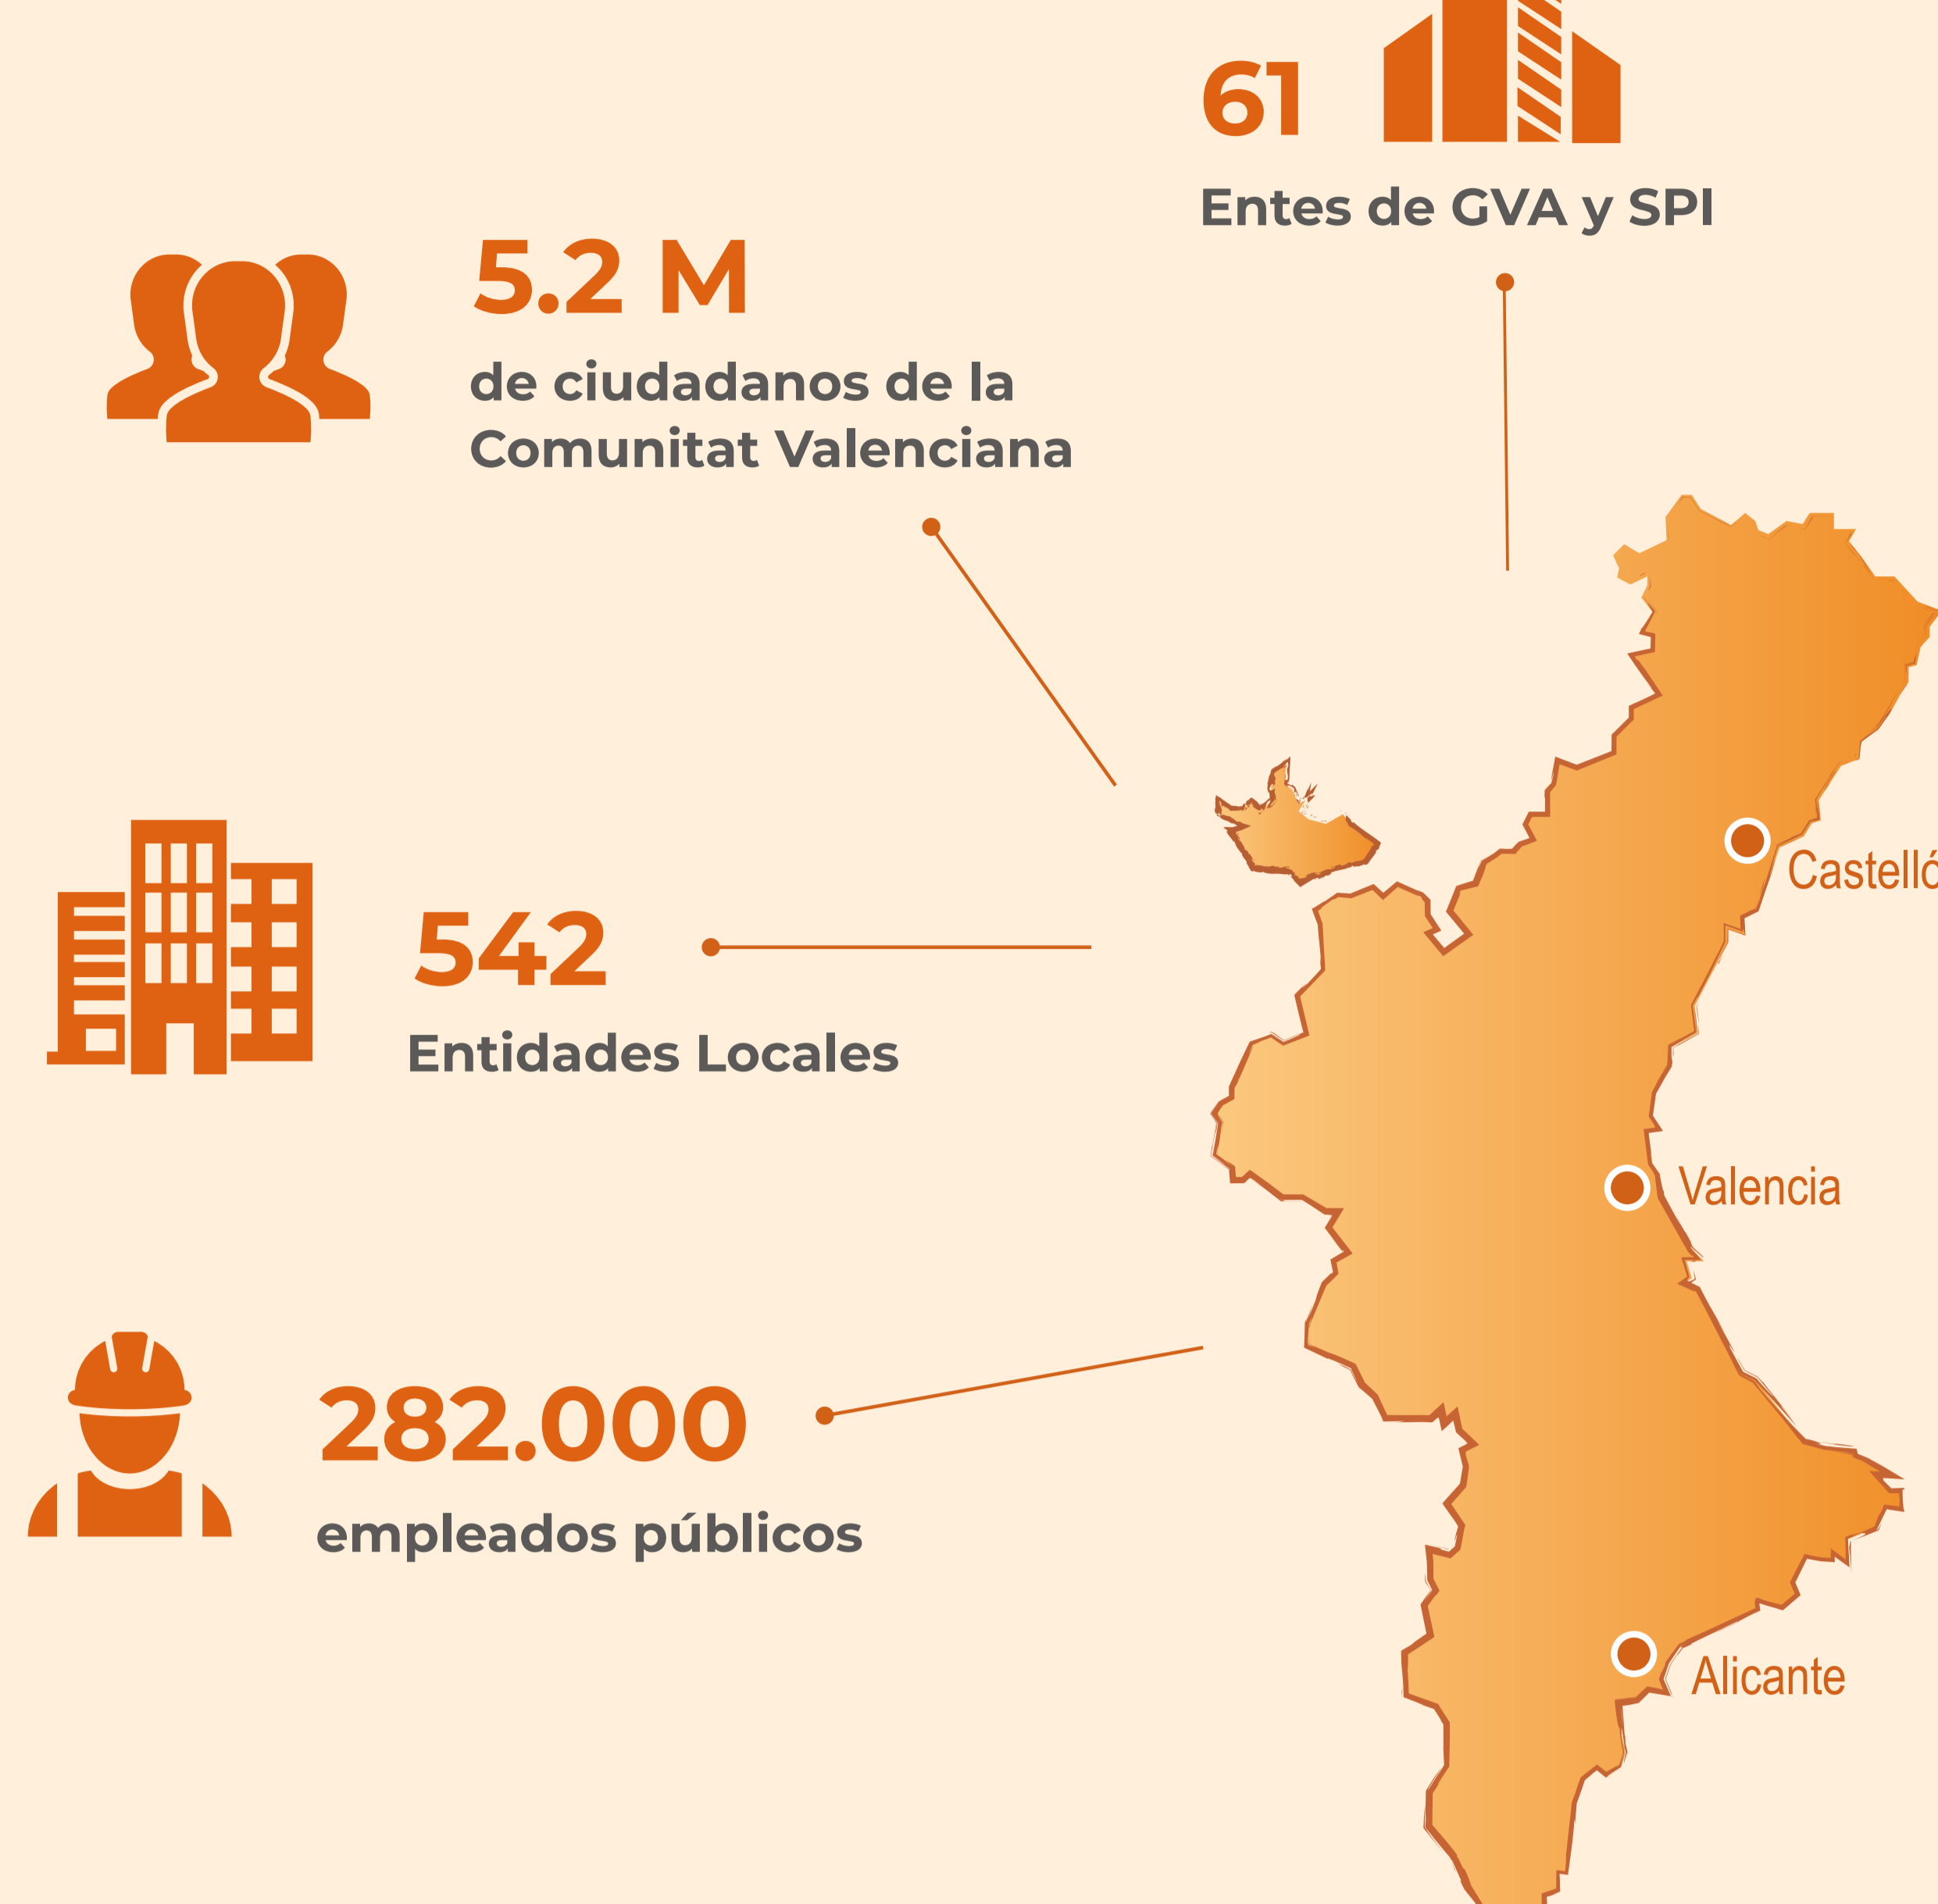 61
Entes de GVA y SPI
5.2 M
de ciudadanos de la
Comunitat Valenciana
542
Entidades Locales
282.000
empleados públicos
Castelló
Valencia
Alicante